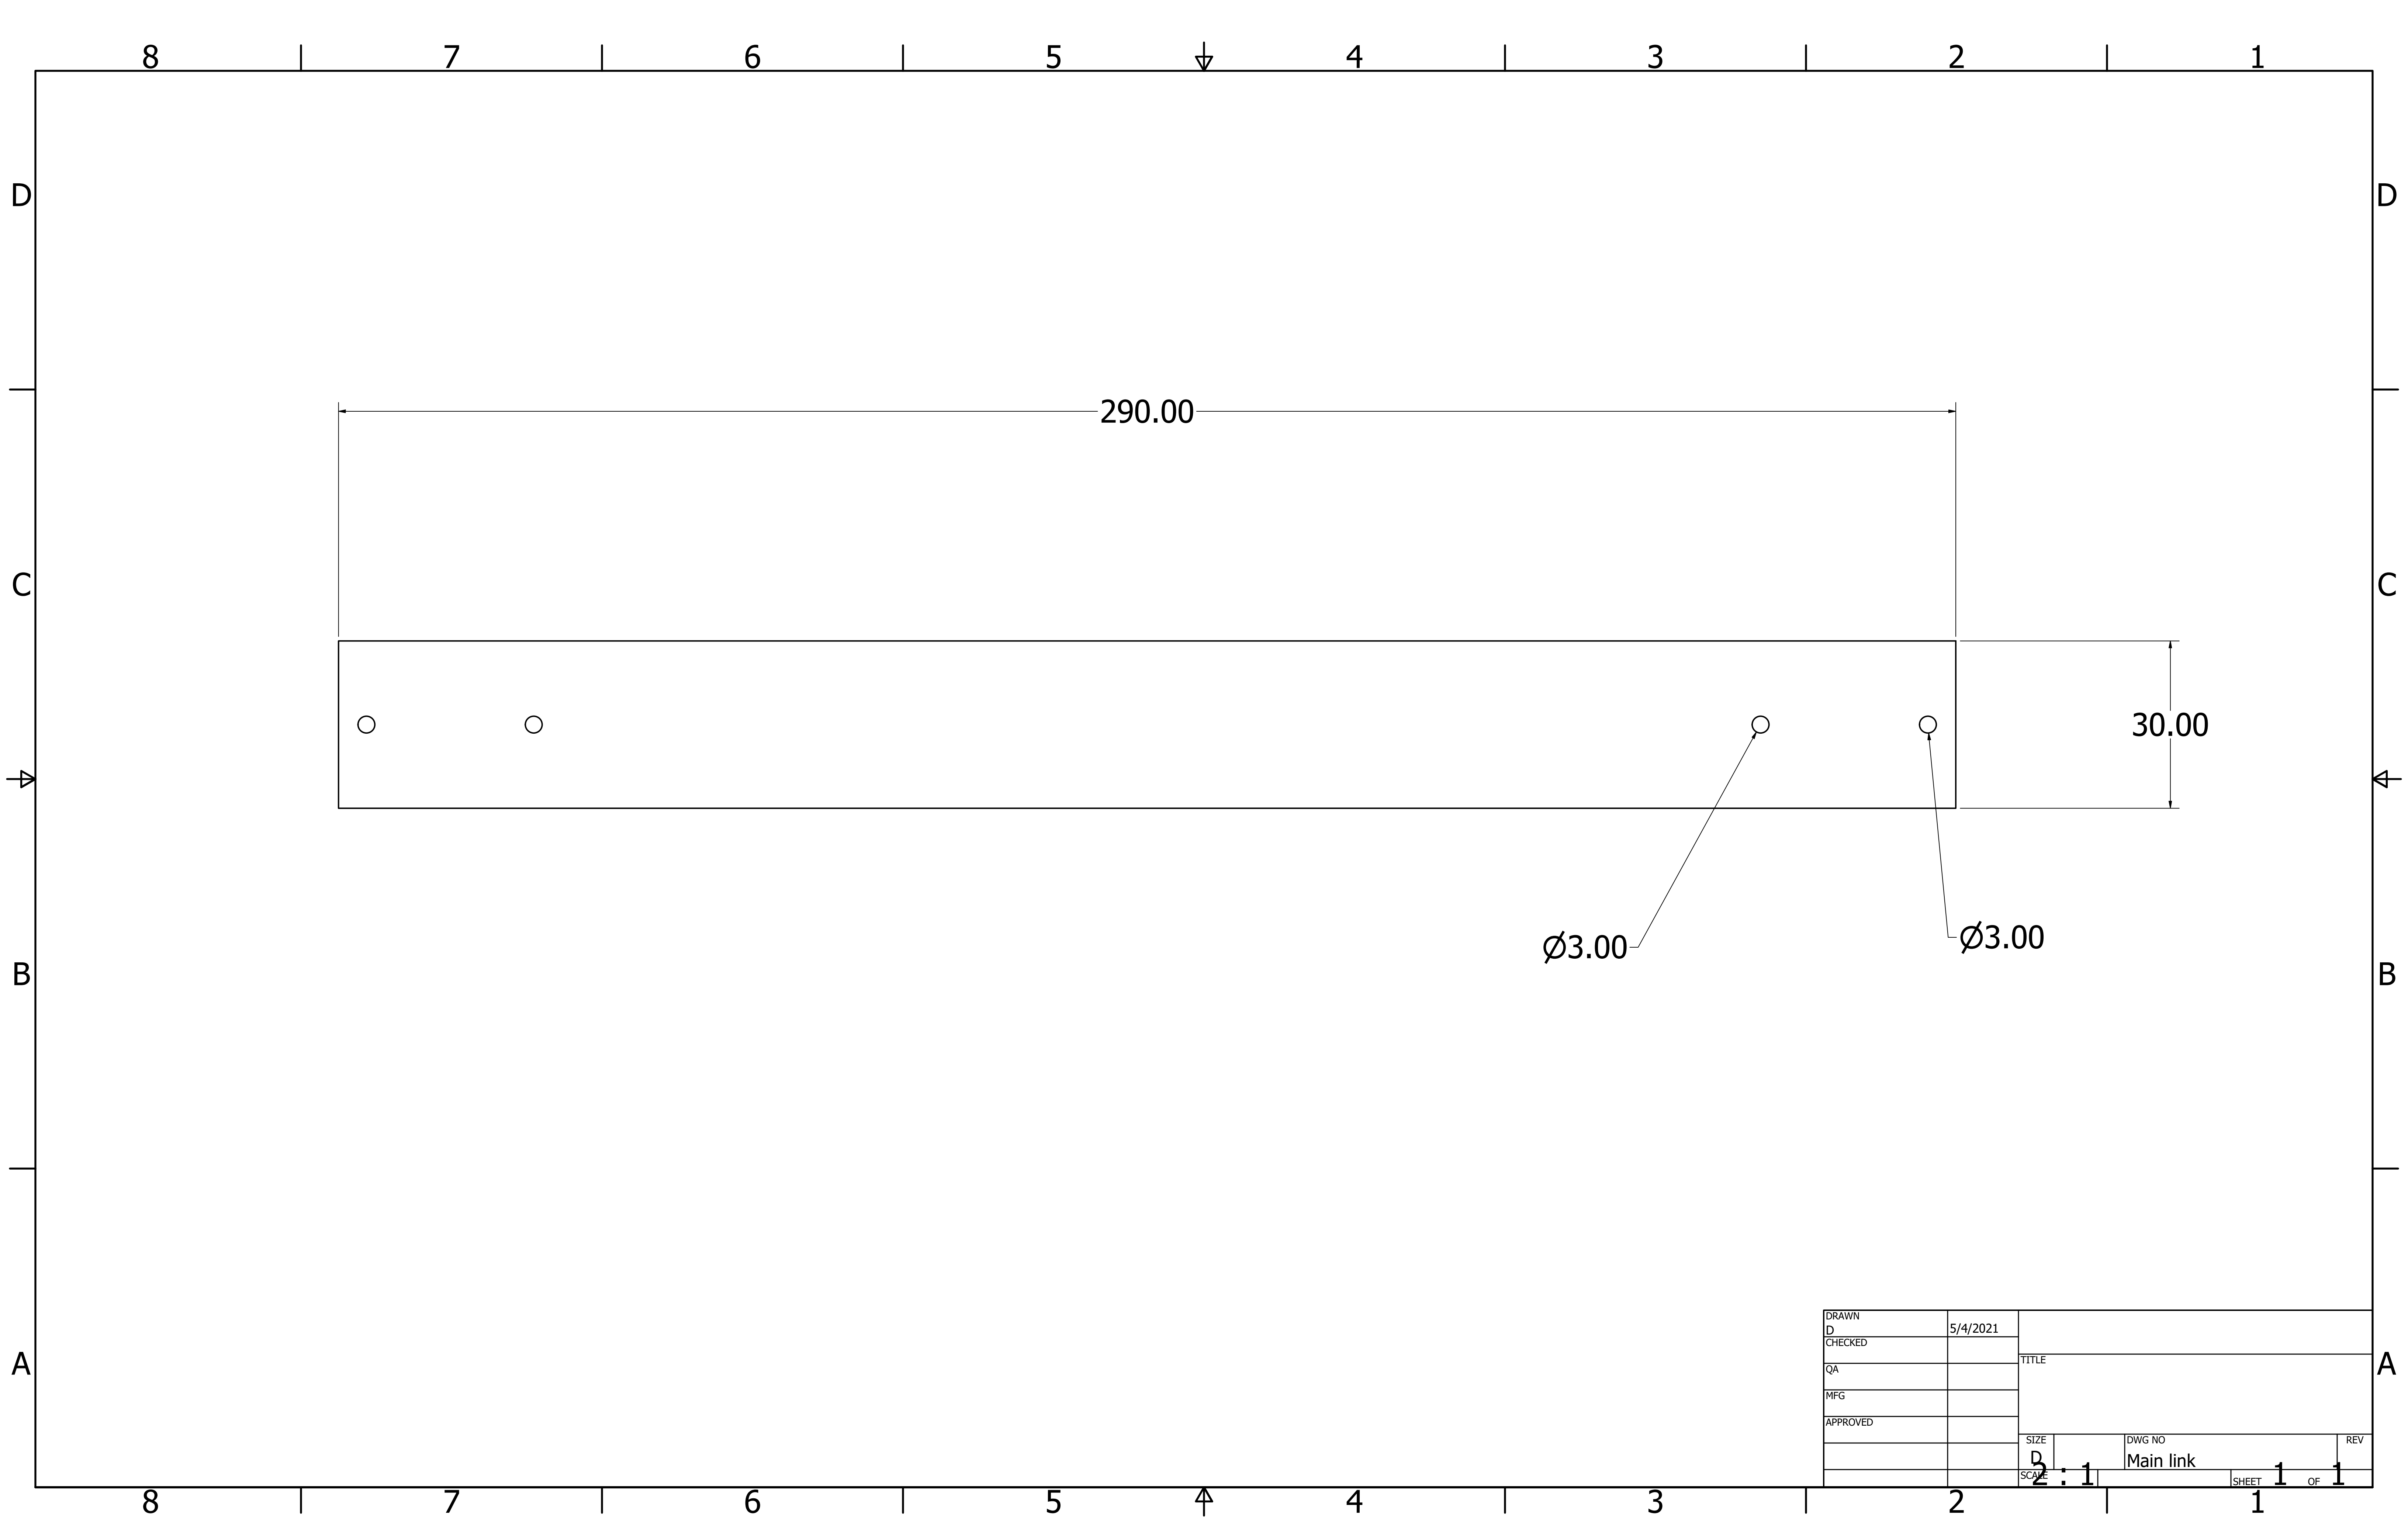 8 7 6 5 4 3 2 1
D D
290.00
C C
30.00
Ø3.00 Ø3.00
B B
DRAWN
D 5/4/2021
CHECKED
TITLE
A A
QA
MFG
APPROVED
SIZE DWG NO REV
D Main link
SCALE 2 : 1 SHEET 1 OF 1
8 7 6 5 4 3 2 1